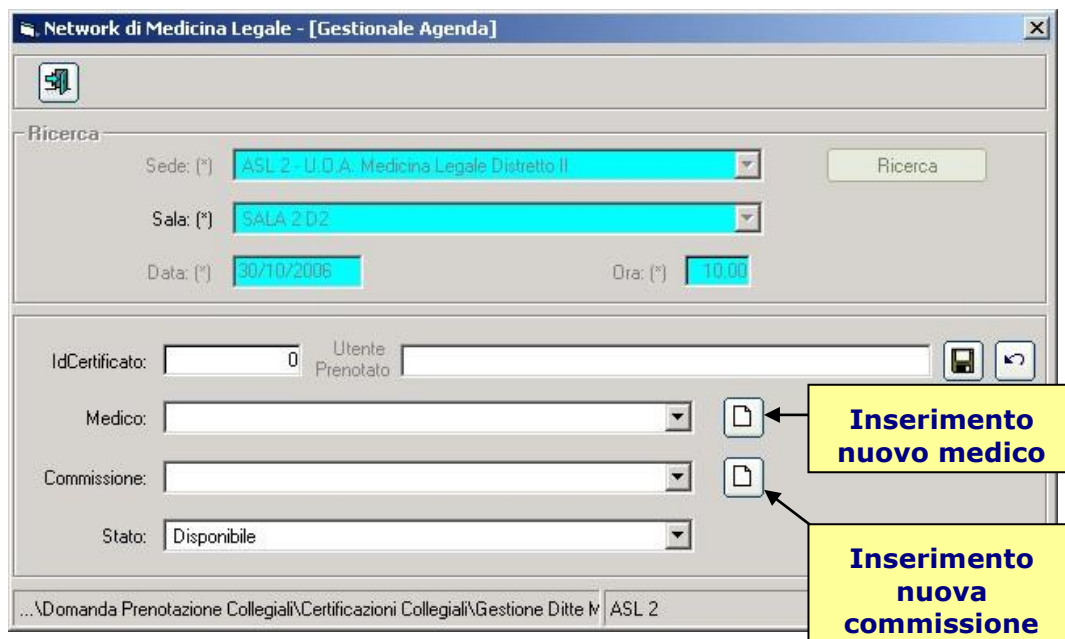 Network di Medicina Legale - [Gestionale Agenda]
Ricerca
Sede: (*) ASL 2 - U.O.A. Medicina Legale Distretto II Ricerca
Sala: (*) SALA 2 D2
Data: (*) 30/10/2006 Ora: (*) 10.00
IdCertificato: 0 Utente
Prenotato
Medico:
Inserimento
nuovo medico
Commissione:
Stato: Disponibile
Inserimento
nuova
commissione
...\Domanda Prenotazione Collegiali\Certificazioni Collegiali\Gestione Ditte M ASL 2